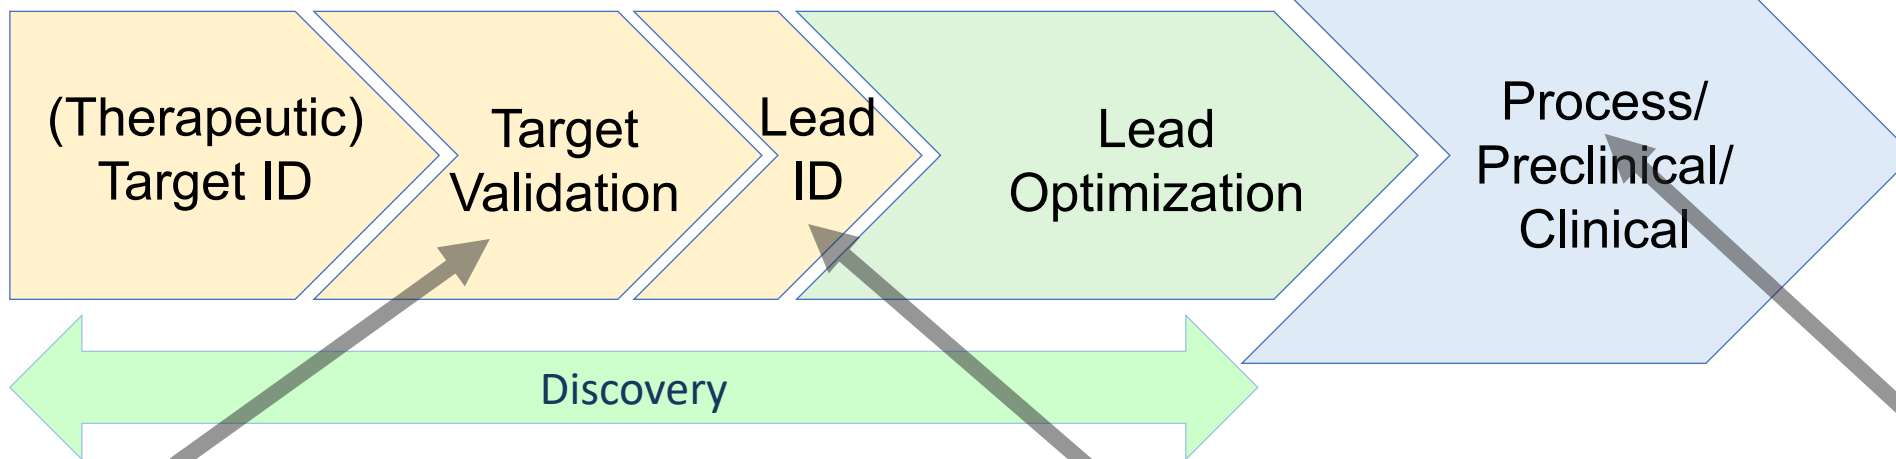 (Therapeutic)
Target ID
Target
Validation
Lead
ID
Lead
Optimization
Process/
Preclinical/
Clinical
Discovery